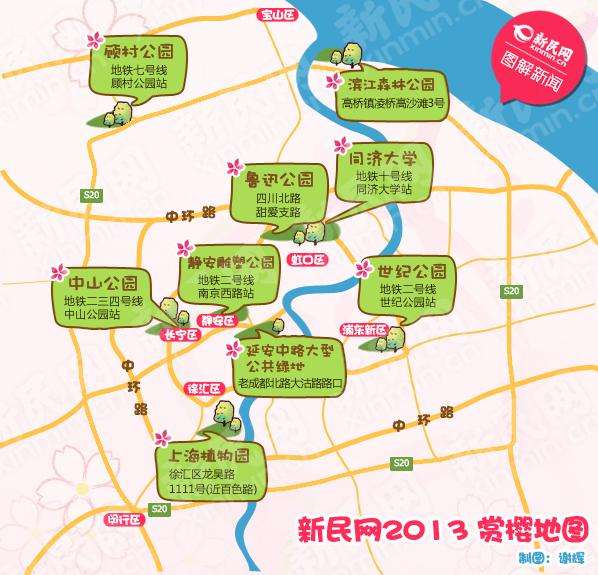 宝山区
新民网
xinmin.cn
图解新闻
顾村公园
地铁七号线
顾村公园站
滨江森林公园
高桥镇凌桥高沙滩3号
同济大学
地铁十号线
同济大学站
鲁迅公园
四川北路
甜爱支路
S20
中环路
虹口区
静安雕塑公园
地铁二号线
南京西路站
世纪公园
地铁二号线
世纪公园站
中山公园
地铁二三四号线
中山公园站
S20
静安区
长宁区
浦东新区
延安中路大型
公共绿地
老成都北路大沽路路口
中环路
徐汇区
中环路
上海植物园
徐汇区龙吴路
1111号(近百色路)
S20
S20
闵行区
新民网2013 赏樱地图
制图：谢辉